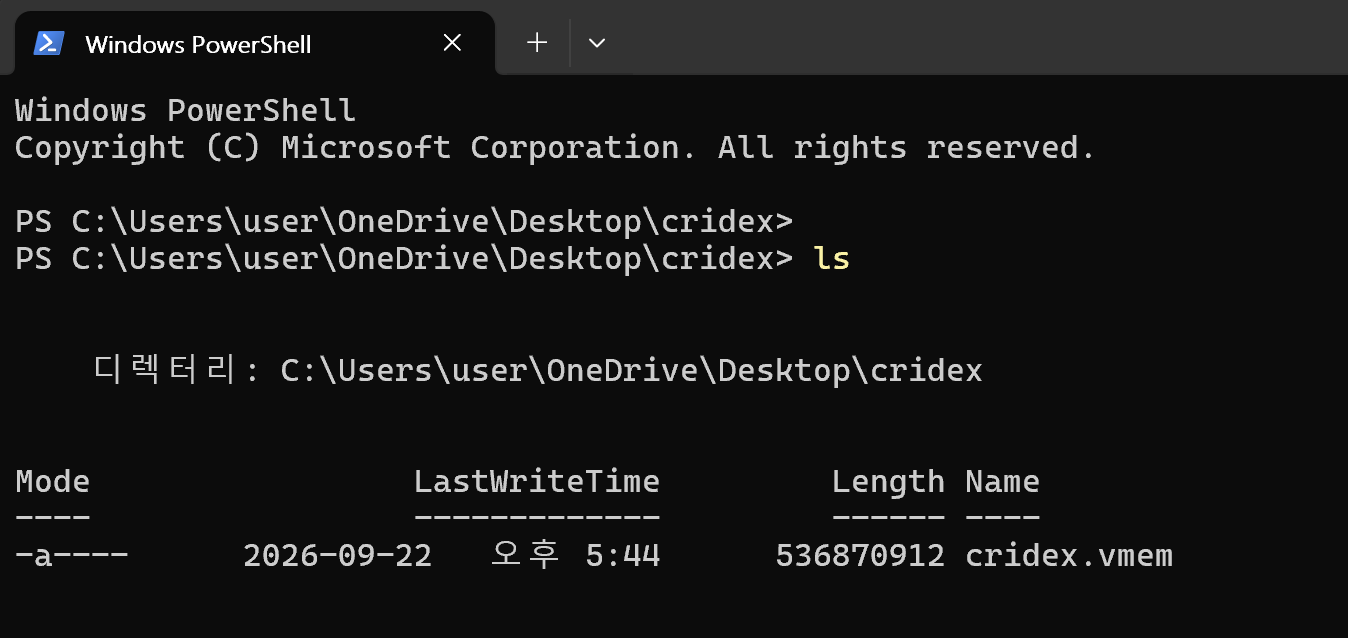 Windows PowerShell
Windows PowerShell
Copyright (C) Microsoft Corporation. All rights reserved.
PS C:\Users\user\OneDrive\Desktop\cridex>
PS C:\Users\user\OneDrive\Desktop\cridex> ls
디렉터리: C:\Users\user\OneDrive\Desktop\cridex
Mode                 LastWriteTime         Length Name
----                 -------------         ------ ----
-a----      2026-09-22   오후 5:44      536870912 cridex.vmem